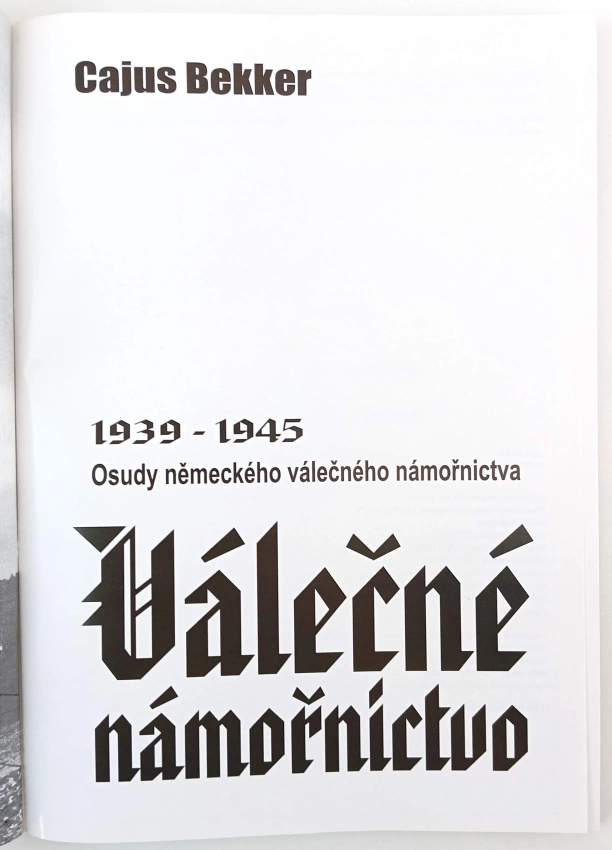 Cajus Bekker
1939 - 1945
Osudy německého válečného námořnictva
Válečné
námořnictvo